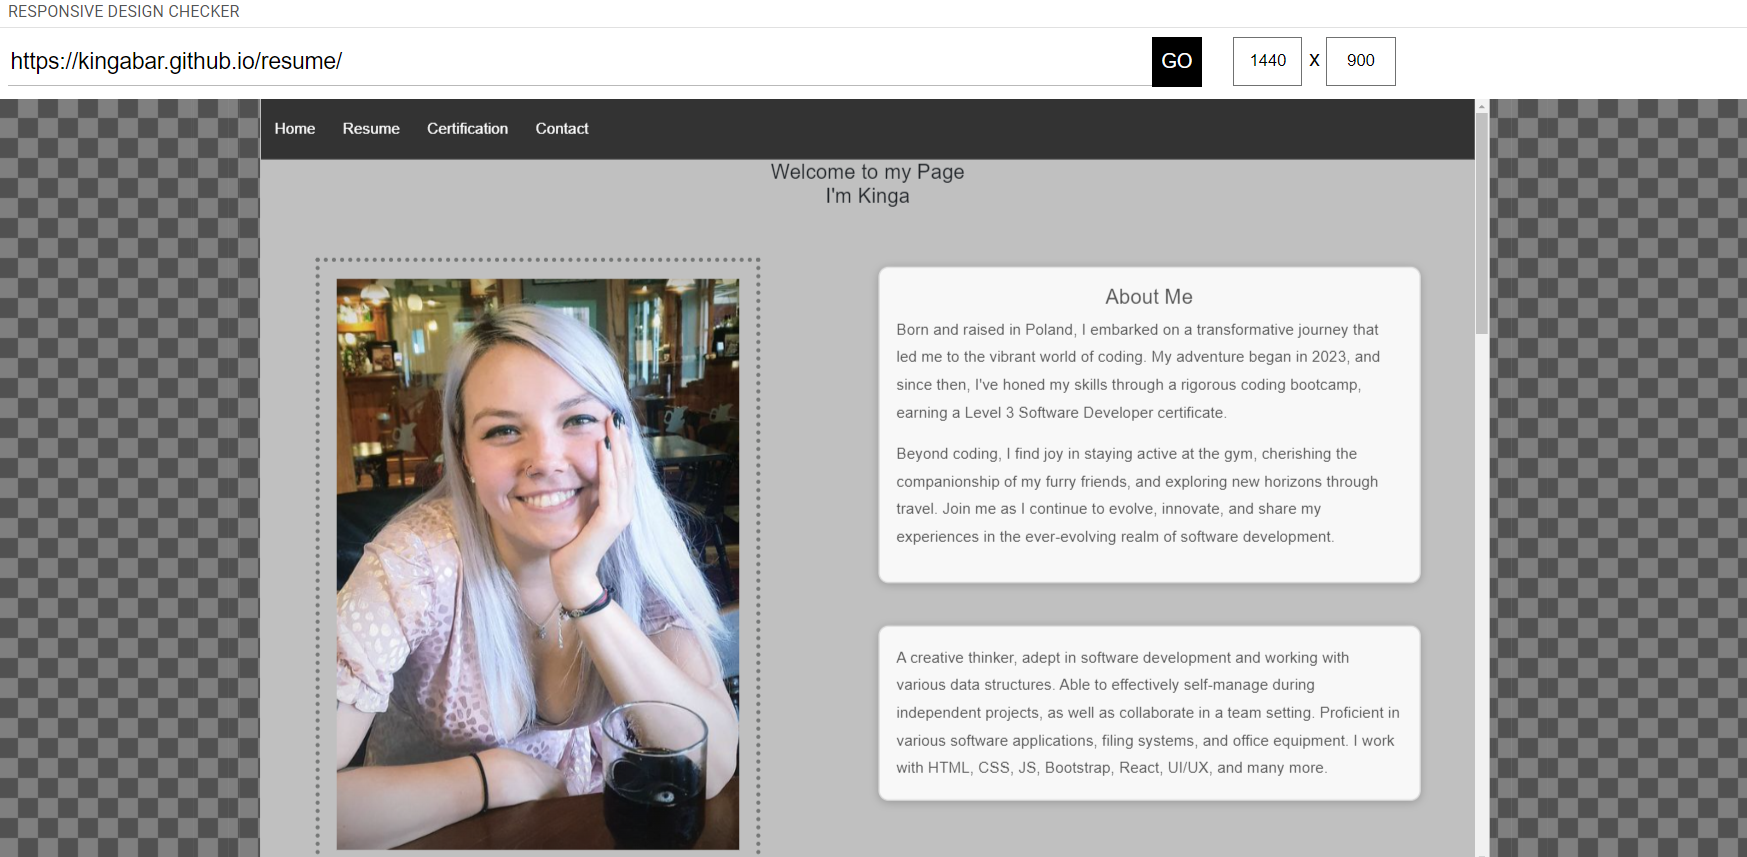 RESPONSIVE DESIGN CHECKER
https://kingabar.github.io/resume/
GO
1440 X 900
Home Resume Certification Contact
Welcome to my Page
I'm Kinga
About Me
Born and raised in Poland, I embarked on a transformative journey that
led me to the vibrant world of coding. My adventure began in 2023, and
since then, I've honed my skills through a rigorous coding bootcamp,
earning a Level 3 Software Developer certificate.
Beyond coding, I find joy in staying active at the gym, cherishing the
companionship of my furry friends, and exploring new horizons through
travel. Join me as I continue to evolve, innovate, and share my
experiences in the ever-evolving realm of software development.
A creative thinker, adept in software development and working with
various data structures. Able to effectively self-manage during
independent projects, as well as collaborate in a team setting. Proficient in
various software applications, filing systems, and office equipment. I work
with HTML, CSS, JS, Bootstrap, React, UI/UX, and many more.